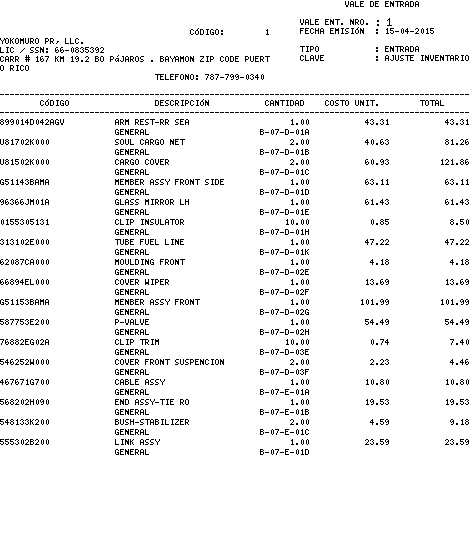 VALE DE ENTRADA
VALE ENT. NRO. : 1
CÓDIGO: 1 FECHA EMISIÓN : 15-04-2015
YOKOMURO PR, LLC.
LIC / SSN: 66-0835392 TIPO : ENTRADA
CARR # 167 KM 19.2 BO PáJAROS . BAYAMON ZIP CODE PUERT CLAVE : AJUSTE INVENTARIO
O RICO
TELEFONO: 787-799-0340
CÓDIGO DESCRIPCIÓN CANTIDAD COSTO UNIT. TOTAL
899014D042AGV ARM REST-RR SEA 1.00 43.31 43.31
GENERAL B-07-D-01A
U81702K000 SOUL CARGO NET 2.00 40.63 81.26
GENERAL B-07-D-01B
U81502K000 CARGO COVER 2.00 60.93 121.86
GENERAL B-07-D-01C
G51143BAMA MEMBER ASSY FRONT SIDE 1.00 63.11 63.11
GENERAL B-07-D-01D
96366JM01A GLASS MIRROR LH 1.00 61.43 61.43
GENERAL B-07-D-01E
0155305131 CLIP INSULATOR 10.00 0.85 8.50
GENERAL B-07-D-01H
313102E000 TUBE FUEL LINE 1.00 47.22 47.22
GENERAL B-07-D-01K
62087CA000 MOULDING FRONT 1.00 4.18 4.18
GENERAL B-07-D-02E
66894EL000 COVER WIPER 1.00 13.69 13.69
GENERAL B-07-D-02F
G51153BAMA MENBER ASSY FRONT 1.00 101.99 101.99
GENERAL B-07-D-02G
587753E200 P-VALVE 1.00 54.49 54.49
GENERAL B-07-D-02H
76882EG02A CLIP TRIM 10.00 0.74 7.40
GENERAL B-07-D-03E
546252W000 COVER FRONT SUSPENCION 2.00 2.23 4.46
GENERAL B-07-D-03F
467671G700 CABLE ASSY 1.00 10.80 10.80
GENERAL B-07-E-01A
568202H090 END ASSY-TIE RO 1.00 19.53 19.53
GENERAL B-07-E-01B
548133K200 BUSH-STABILIZER 2.00 4.59 9.18
GENERAL B-07-E-01C
555302B200 LINK ASSY 1.00 23.59 23.59
GENERAL B-07-E-01D